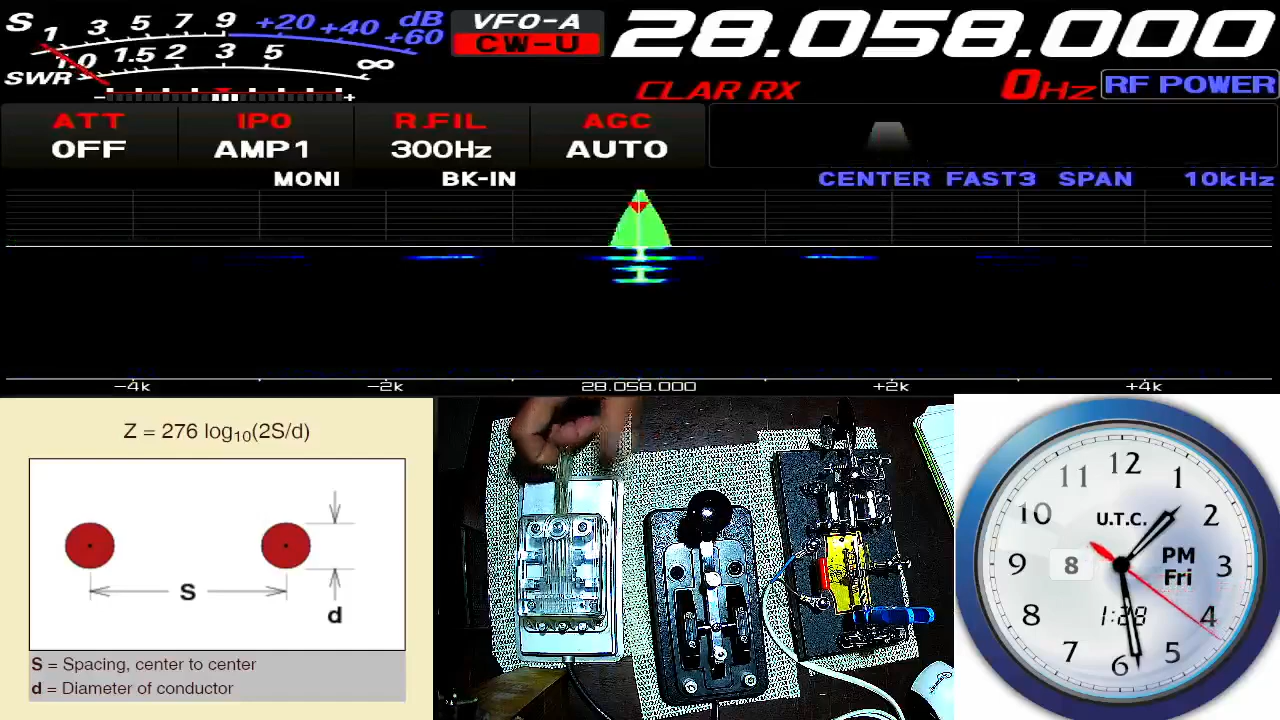 S 1 3 5 7 9 +20 +40 +60 dB
SWR 1.0 1.5 2 3 5 ∞
− +
VFO-A
CW-U
28.058.000
CLAR RX 0Hz
RF POWER
ATT IPO R.FIL AGC
OFF AMP1 300Hz AUTO
MONI BK-IN
CENTER FAST3 SPAN 10kHz
-4k -2k 28.058.000 +2k +4k
Z = 276 log10(2S/d)
S
d
S = Spacing, center to center
d = Diameter of conductor
12
11 1
10 2
U.T.C.
9 8 PM 3
Fri
8 1:28 4
7 5
6